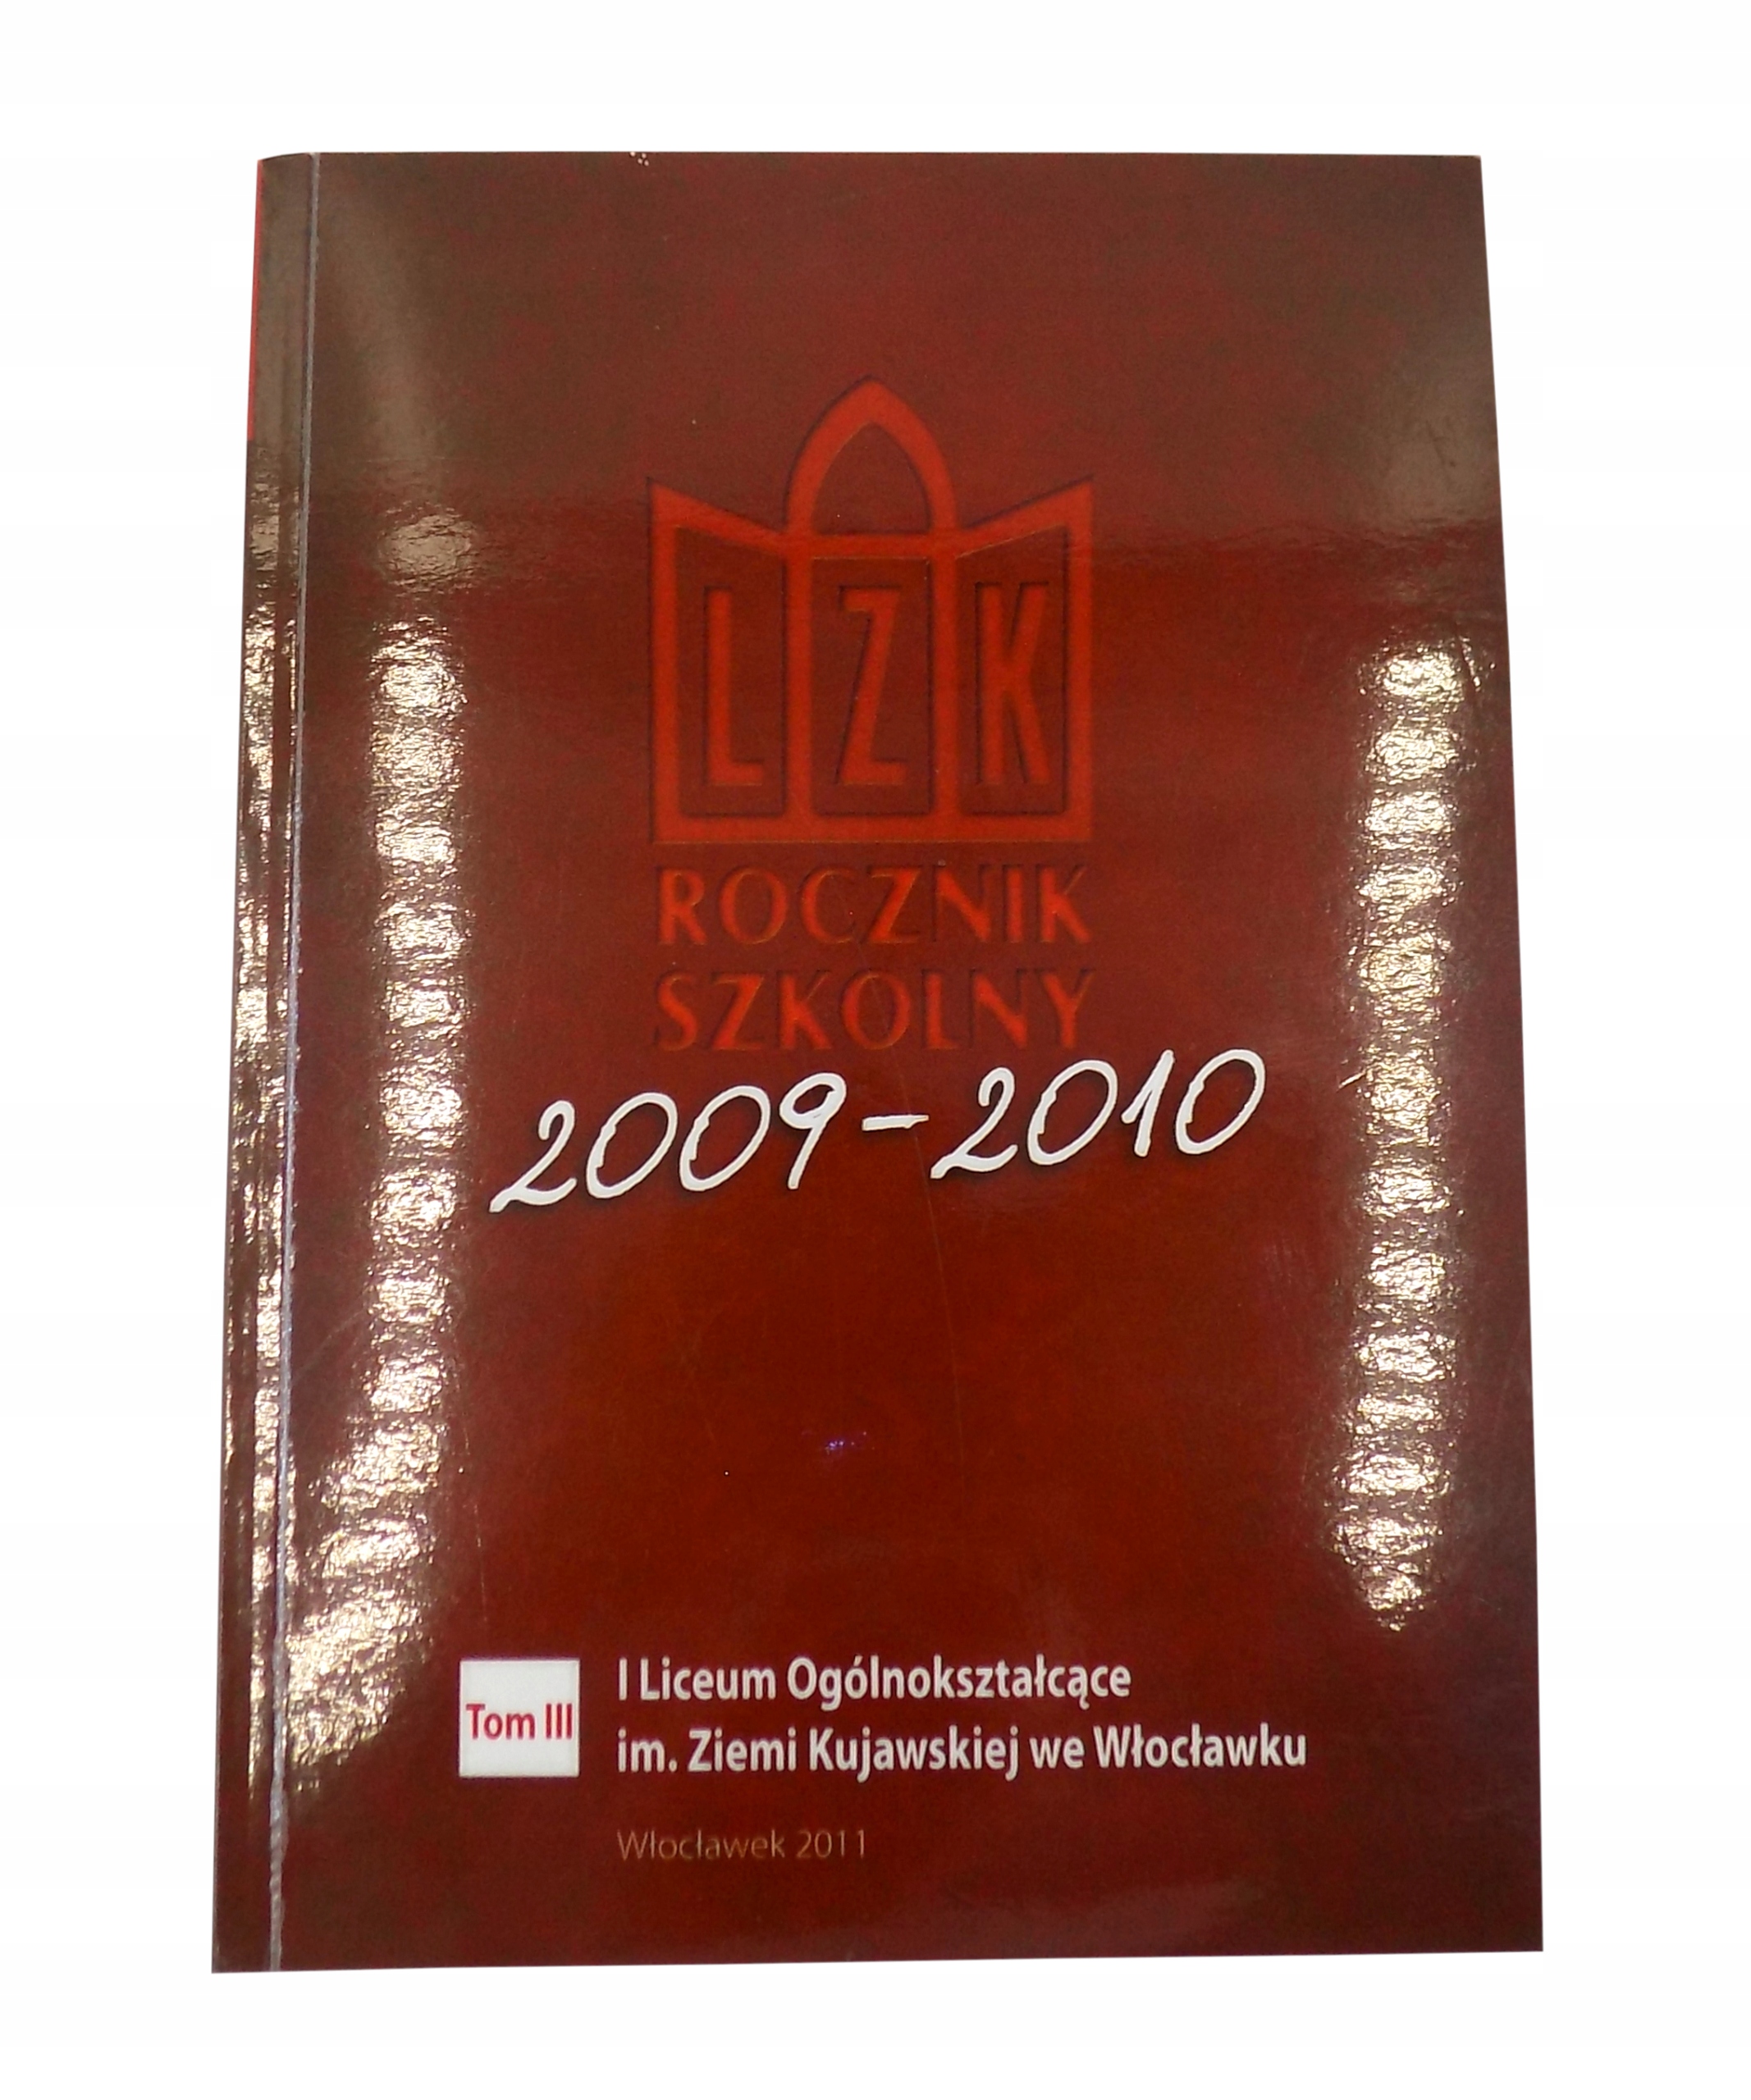 LZK
ROCZNIK
SZKOLNY
2009-2010
Tom III
I Liceum Ogólnokształcące
im. Ziemi Kujawskiej we Włocławku
Włocławek 2011